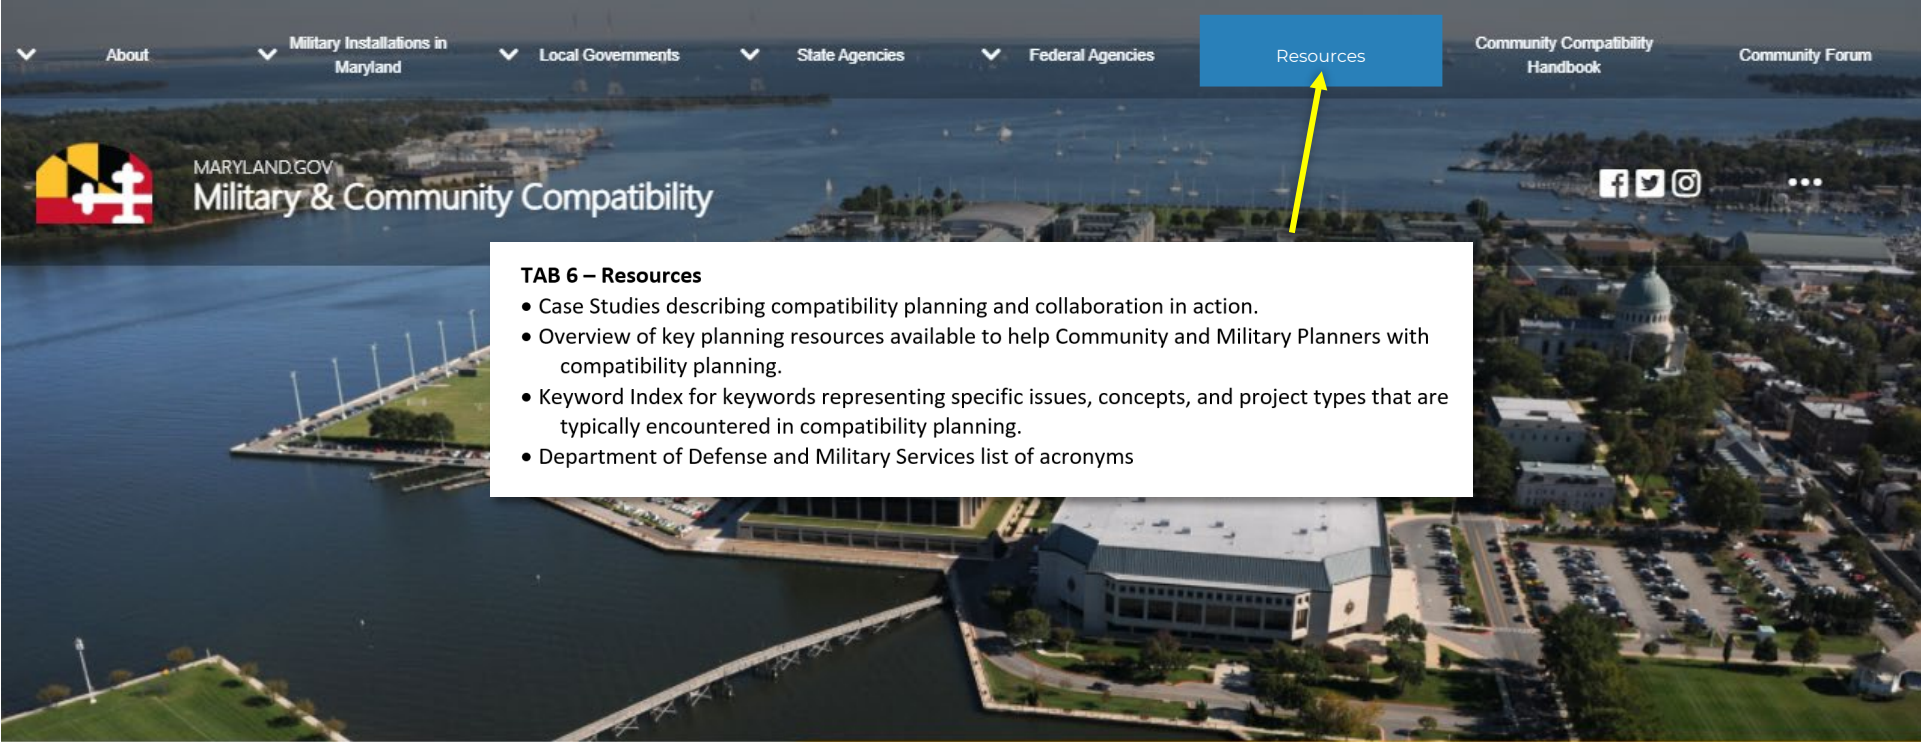 About
Military Installations in
Maryland
Local Governments
State Agencies
Federal Agencies
Resources
Community Compatibility
Handbook
Community Forum
MARYLAND.GOV
Military & Community Compatibility
TAB 6 – Resources
• Case Studies describing compatibility planning and collaboration in action.
• Overview of key planning resources available to help Community and Military Planners with
compatibility planning.
• Keyword Index for keywords representing specific issues, concepts, and project types that are
typically encountered in compatibility planning.
• Department of Defense and Military Services list of acronyms